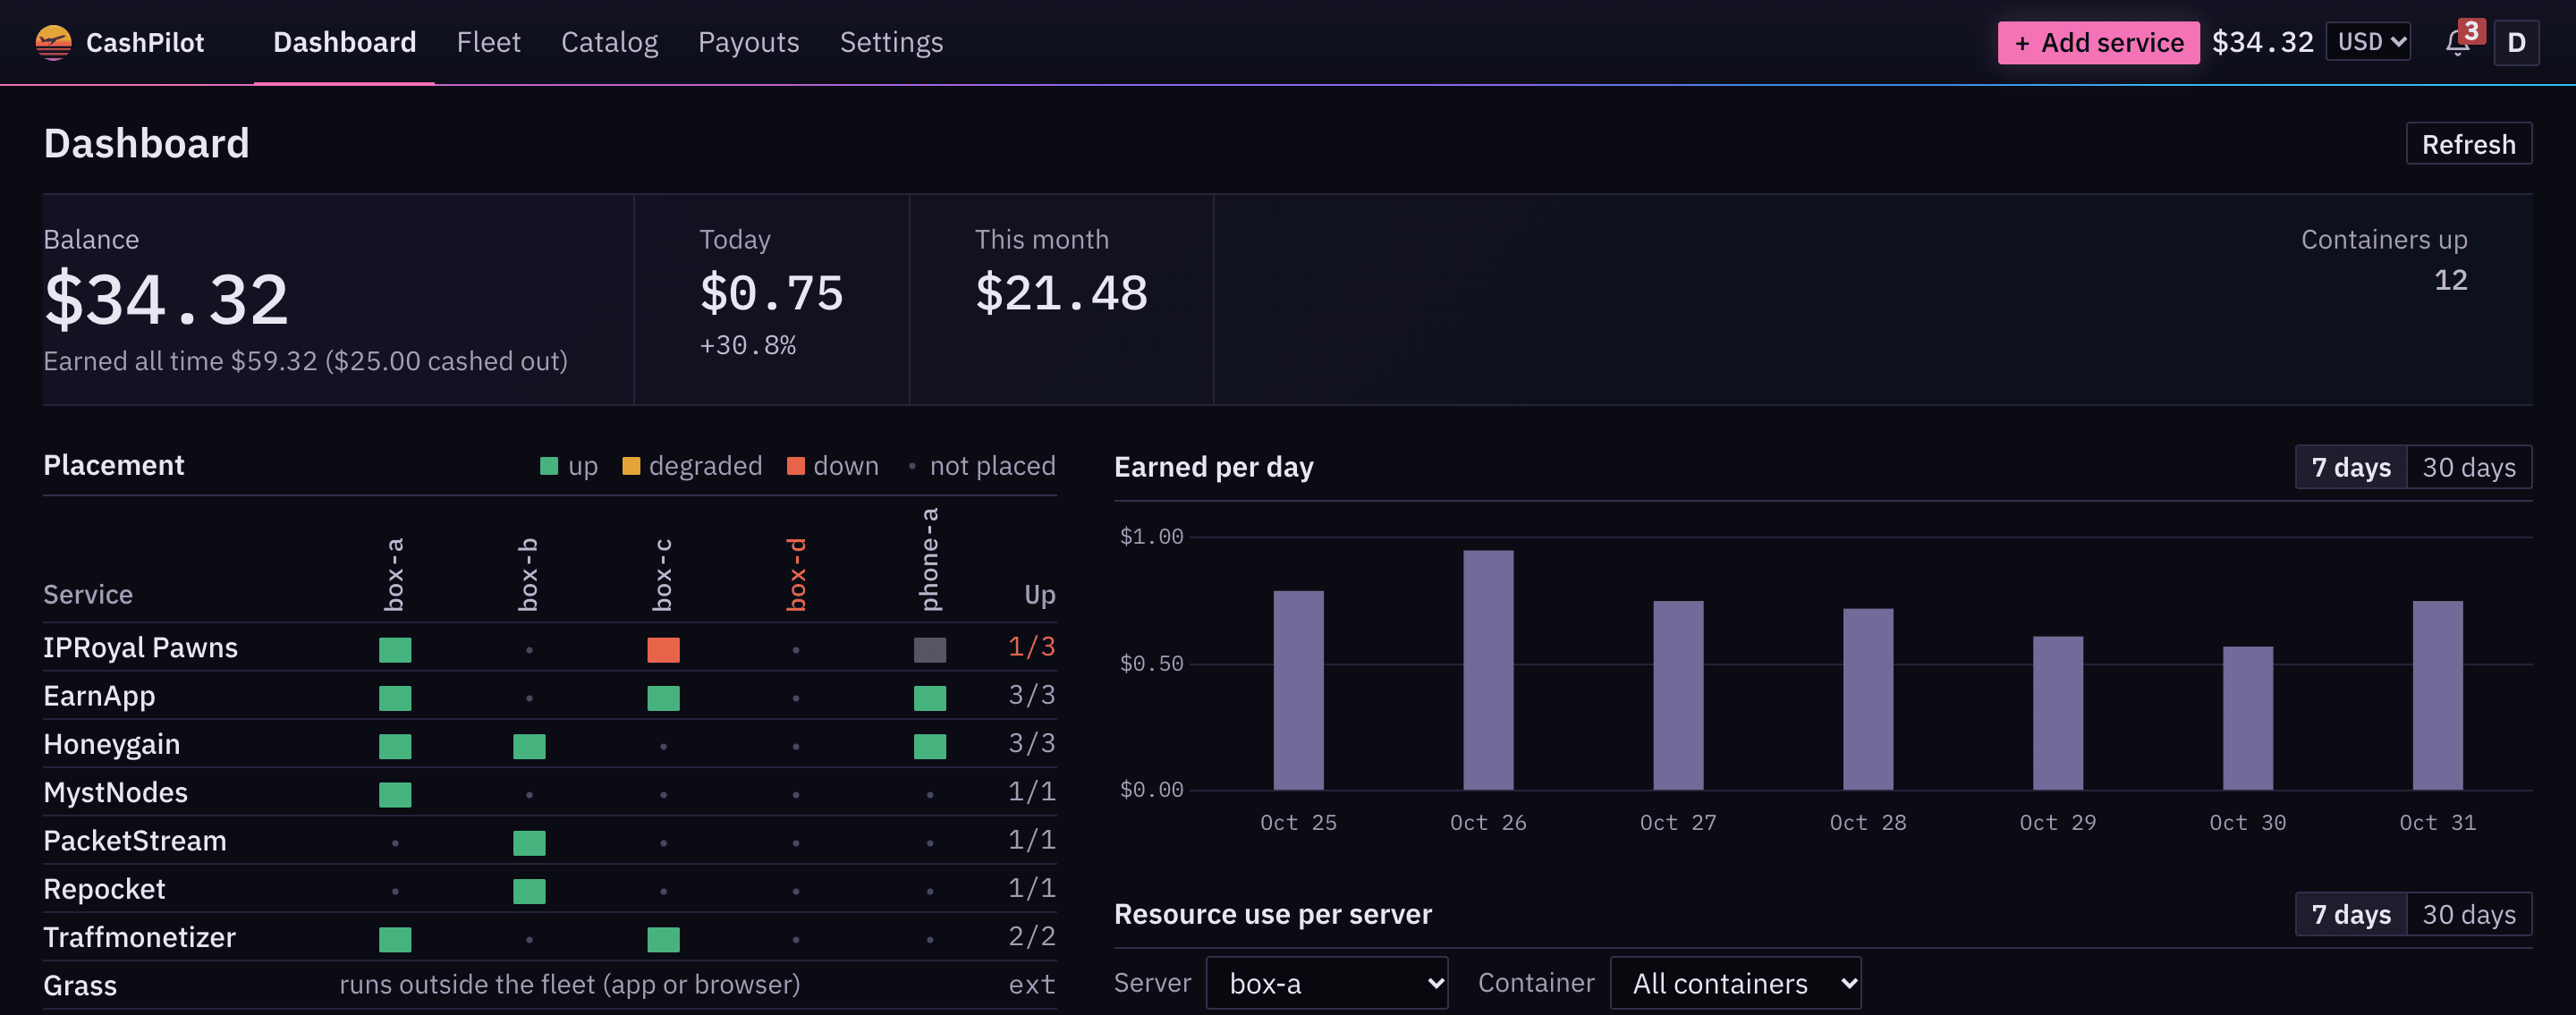 CashPilot Dashboard Fleet Catalog Payouts Settings + Add service $34.32 USD 3 D
Dashboard Refresh
Balance Today This month Containers up
$34.32 $0.75 $21.48 12
+30.8%
Earned all time $59.32 ($25.00 cashed out)
Placement up degraded down not placed
Service box-a box-b box-c box-d phone-a Up
IPRoyal Pawns 1/3
EarnApp 3/3
Honeygain 3/3
MystNodes 1/1
PacketStream 1/1
Repocket 1/1
Traffmonetizer 2/2
Grass runs outside the fleet (app or browser) ext
Earned per day 7 days 30 days
$1.00
$0.50
$0.00
Oct 25 Oct 26 Oct 27 Oct 28 Oct 29 Oct 30 Oct 31
Resource use per server 7 days 30 days
Server box-a Container All containers